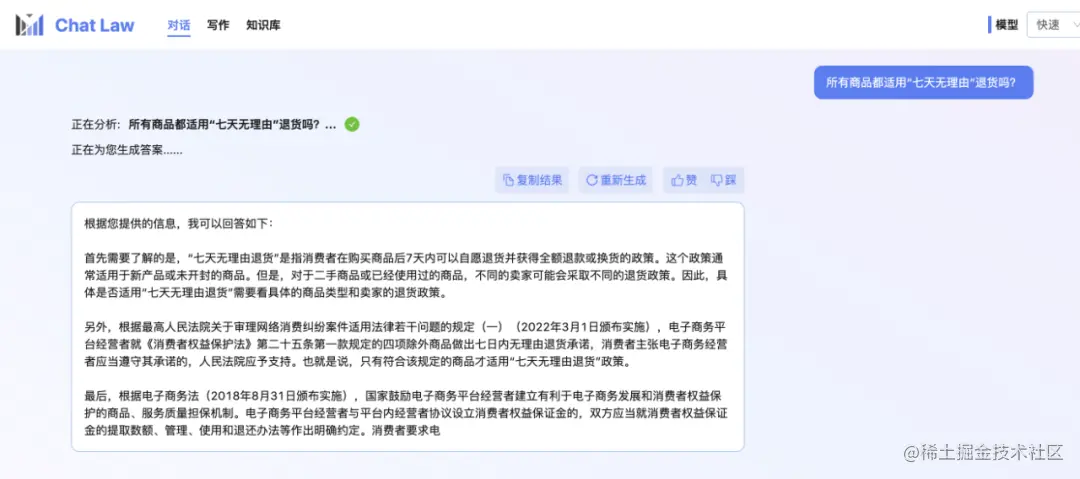 Chat Law 对话 写作 知识库 模型 快速
所有商品都适用“七天无理由”退货吗?
正在分析: 所有商品都适用“七天无理由”退货吗? ...
正在为您生成答案......
复制结果 重新生成 赞 踩
根据您提供的信息，我可以回答如下：
首先需要了解的是，“七天无理由退货”是指消费者在购买商品后7天内可以自愿退货并获得全额退款或换货的政策。这个政策通
常适用于新产品或未开封的商品。但是，对于二手商品或已经使用过的商品，不同的卖家可能会采取不同的退货政策。因此，具
体是否适用“七天无理由退货”需要看具体的商品类型和卖家的退货政策。
另外，根据最高人民法院关于审理网络消费纠纷案件适用法律若干问题的规定（一）（2022年3月1日颁布实施），电子商务平
台经营者就《消费者权益保护法》第二十五条第一款规定的四项除外商品做出七日内无理由退货承诺，消费者主张电子商务经营
者应当遵守其承诺的，人民法院应予支持。也就是说，只有符合该规定的商品才适用“七天无理由退货”政策。
最后，根据电子商务法（2018年8月31日颁布实施），国家鼓励电子商务平台经营者建立有利于电子商务发展和消费者权益保
护的商品、服务质量担保机制。电子商务平台经营者与平台内经营者协议设立消费者权益保证金的，双方应当就消费者权益保证
金的提取数额、管理、使用和退还办法等作出明确约定。消费者要求电
@稀土掘金技术社区